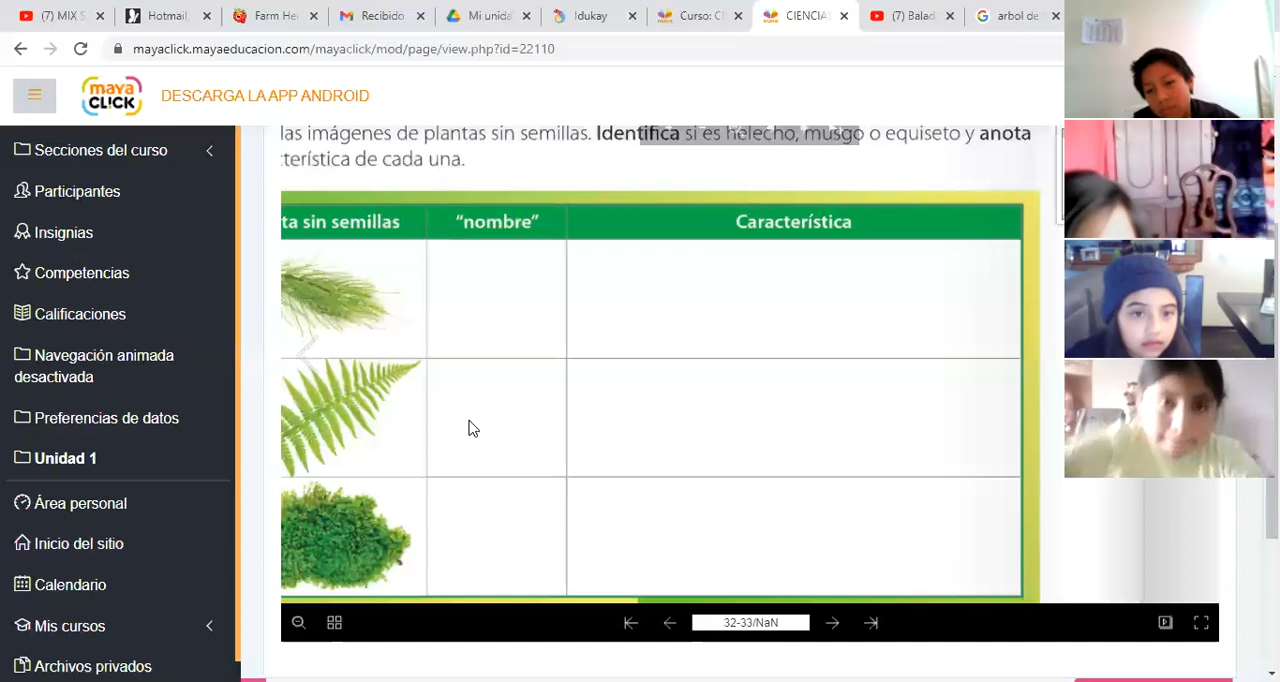 (7) MIX S
Hotmail,
Farm He
Recibido
Mi unida
Idukay
Curso: C
CIENCIA
(7) Balad
arbol de
mayaclick.mayaeducacion.com/mayaclick/mod/page/view.php?id=22110
maya CLICK
DESCARGA LA APP ANDROID
Secciones del curso
Participantes
Insignias
Competencias
Calificaciones
Navegación animada
desactivada
Preferencias de datos
Unidad 1
Área personal
Inicio del sitio
Calendario
Mis cursos
Archivos privados
las imágenes de plantas sin semillas. Identifica si es helecho, musgo o equiseto y anota
terística de cada una.
ta sin semillas "nombre" Característica
32-33/NaN